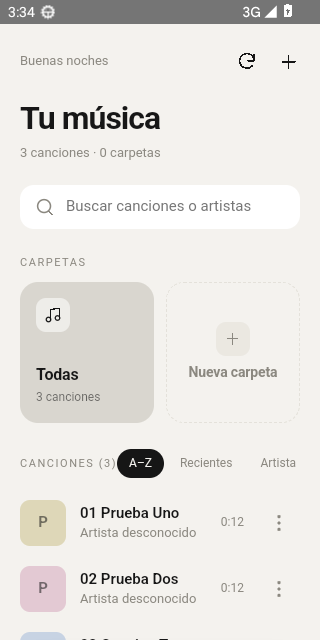 3:34 3G
Buenas noches
Tu música
3 canciones · 0 carpetas
Buscar canciones o artistas
CARPETAS
Todas
3 canciones
Nueva carpeta
CANCIONES (3) A–Z Recientes Artista
P 01 Prueba Uno 0:12
Artista desconocido
P 02 Prueba Dos 0:12
Artista desconocido